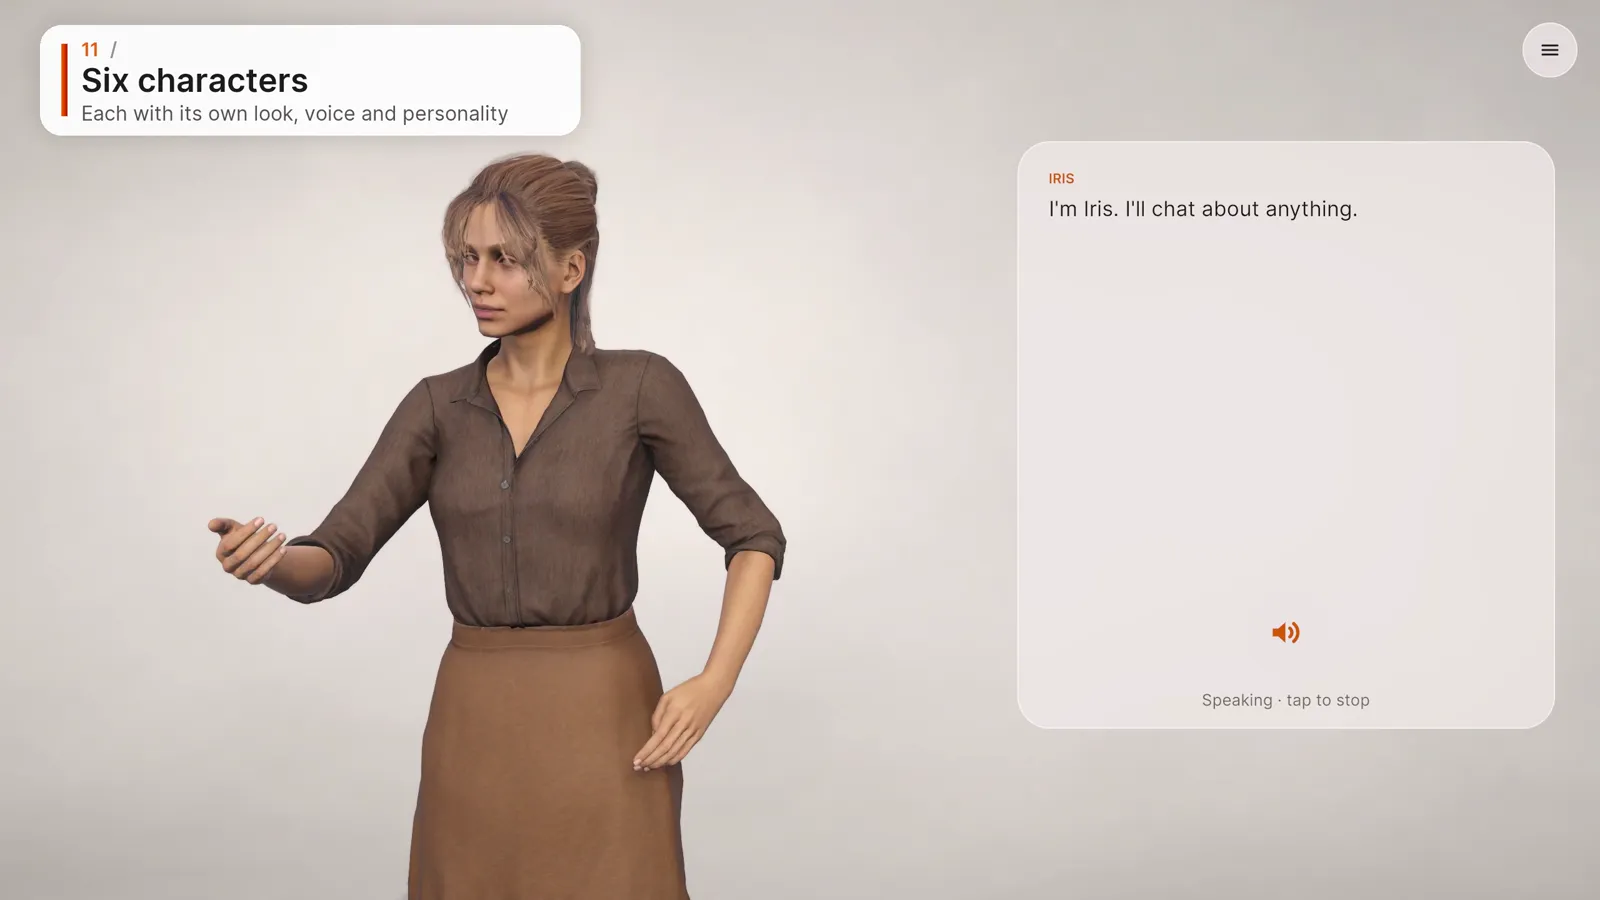 11 /
Six characters
Each with its own look, voice and personality
IRIS
I'm Iris. I'll chat about anything.
Speaking · tap to stop